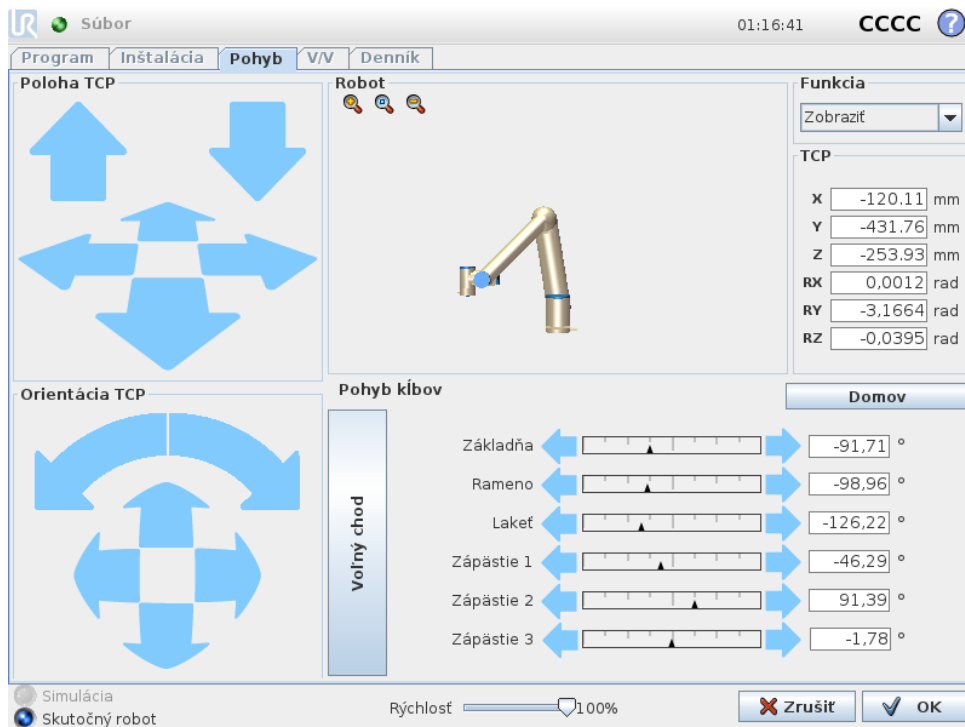 UR Súbor 01:16:41 CCCC ?
Program Inštalácia Pohyb V/V Denník
Poloha TCP
Robot
Funkcia
Zobraziť
TCP
X -120.11 mm
Y -431.76 mm
Z -253.93 mm
RX 0,0012 rad
RY -3,1664 rad
RZ -0,0395 rad
Orientácia TCP
Pohyb kĺbov
Domov
Voľný chod
Základňa -91,71 °
Rameno -98,96 °
Lakeť -126,22 °
Zápästie 1 -46,29 °
Zápästie 2 91,39 °
Zápästie 3 -1,78 °
Simulácia
Skutočný robot
Rýchlosť 100%
Zrušiť
OK